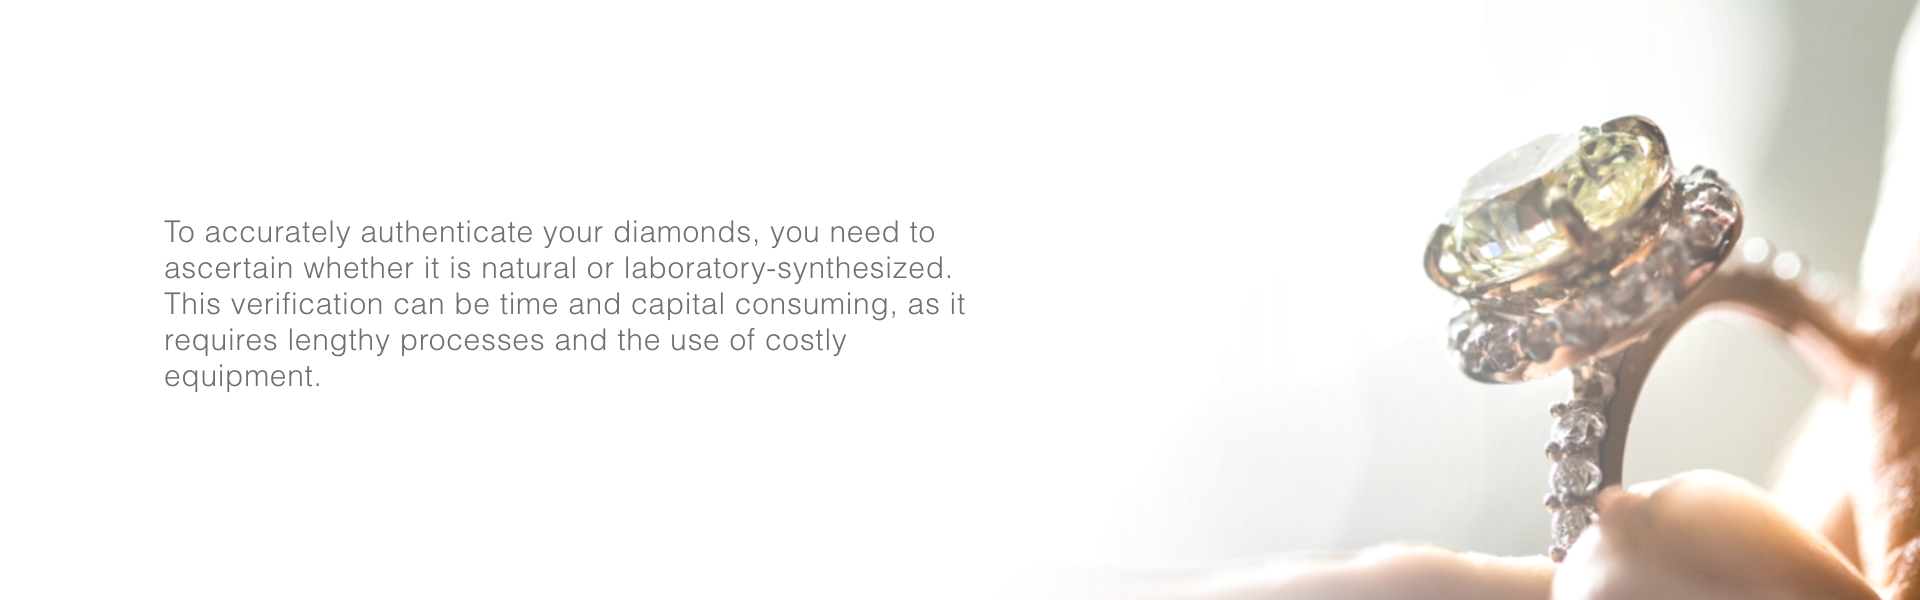 To accurately authenticate your diamonds, you need to
ascertain whether it is natural or laboratory-synthesized.
This verification can be time and capital consuming, as it
requires lengthy processes and the use of costly
equipment.